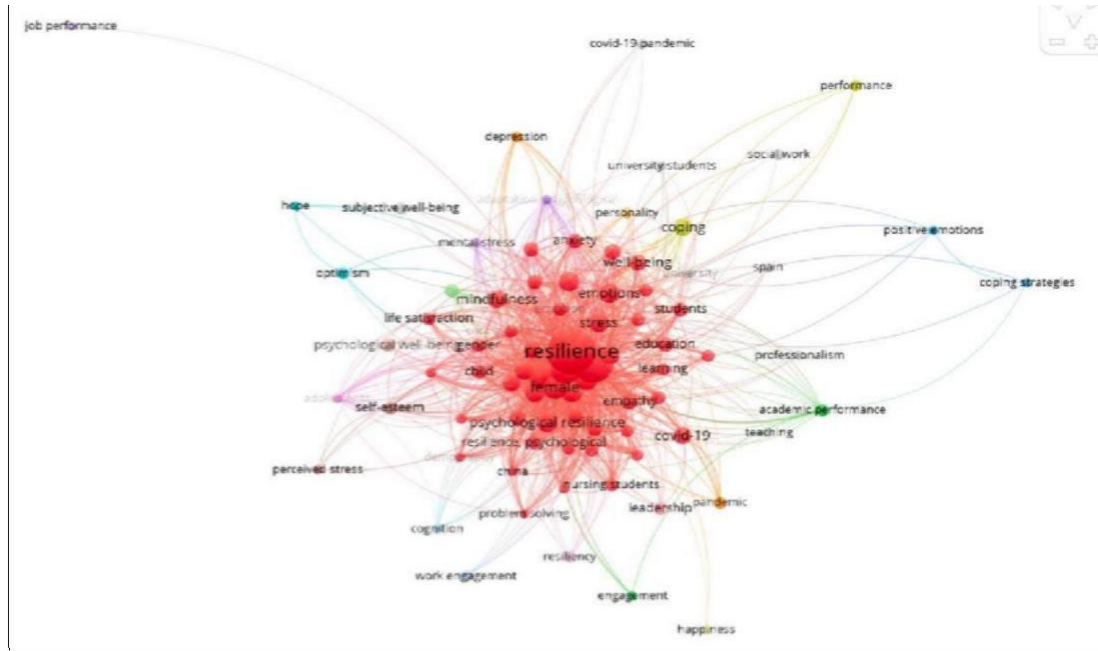 job performance
covid-19 pandemic
performance
depression
university students
social work
hope
subjective well-being
personality
coping
positive emotions
mental stress
anxiety
well-being
university
spain
optimism
coping strategies
mindfulness
emotions
life satisfaction
stress
students
psychological well-being
gender
resilience
education
professionalism
child
learning
female
self-esteem
empathy
academic performance
psychological resilience
covid-19
teaching
resilience, psychological
perceived stress
china
nursing students
problem solving
leadership
pandemic
cognition
resiliency
work engagement
engagement
happiness